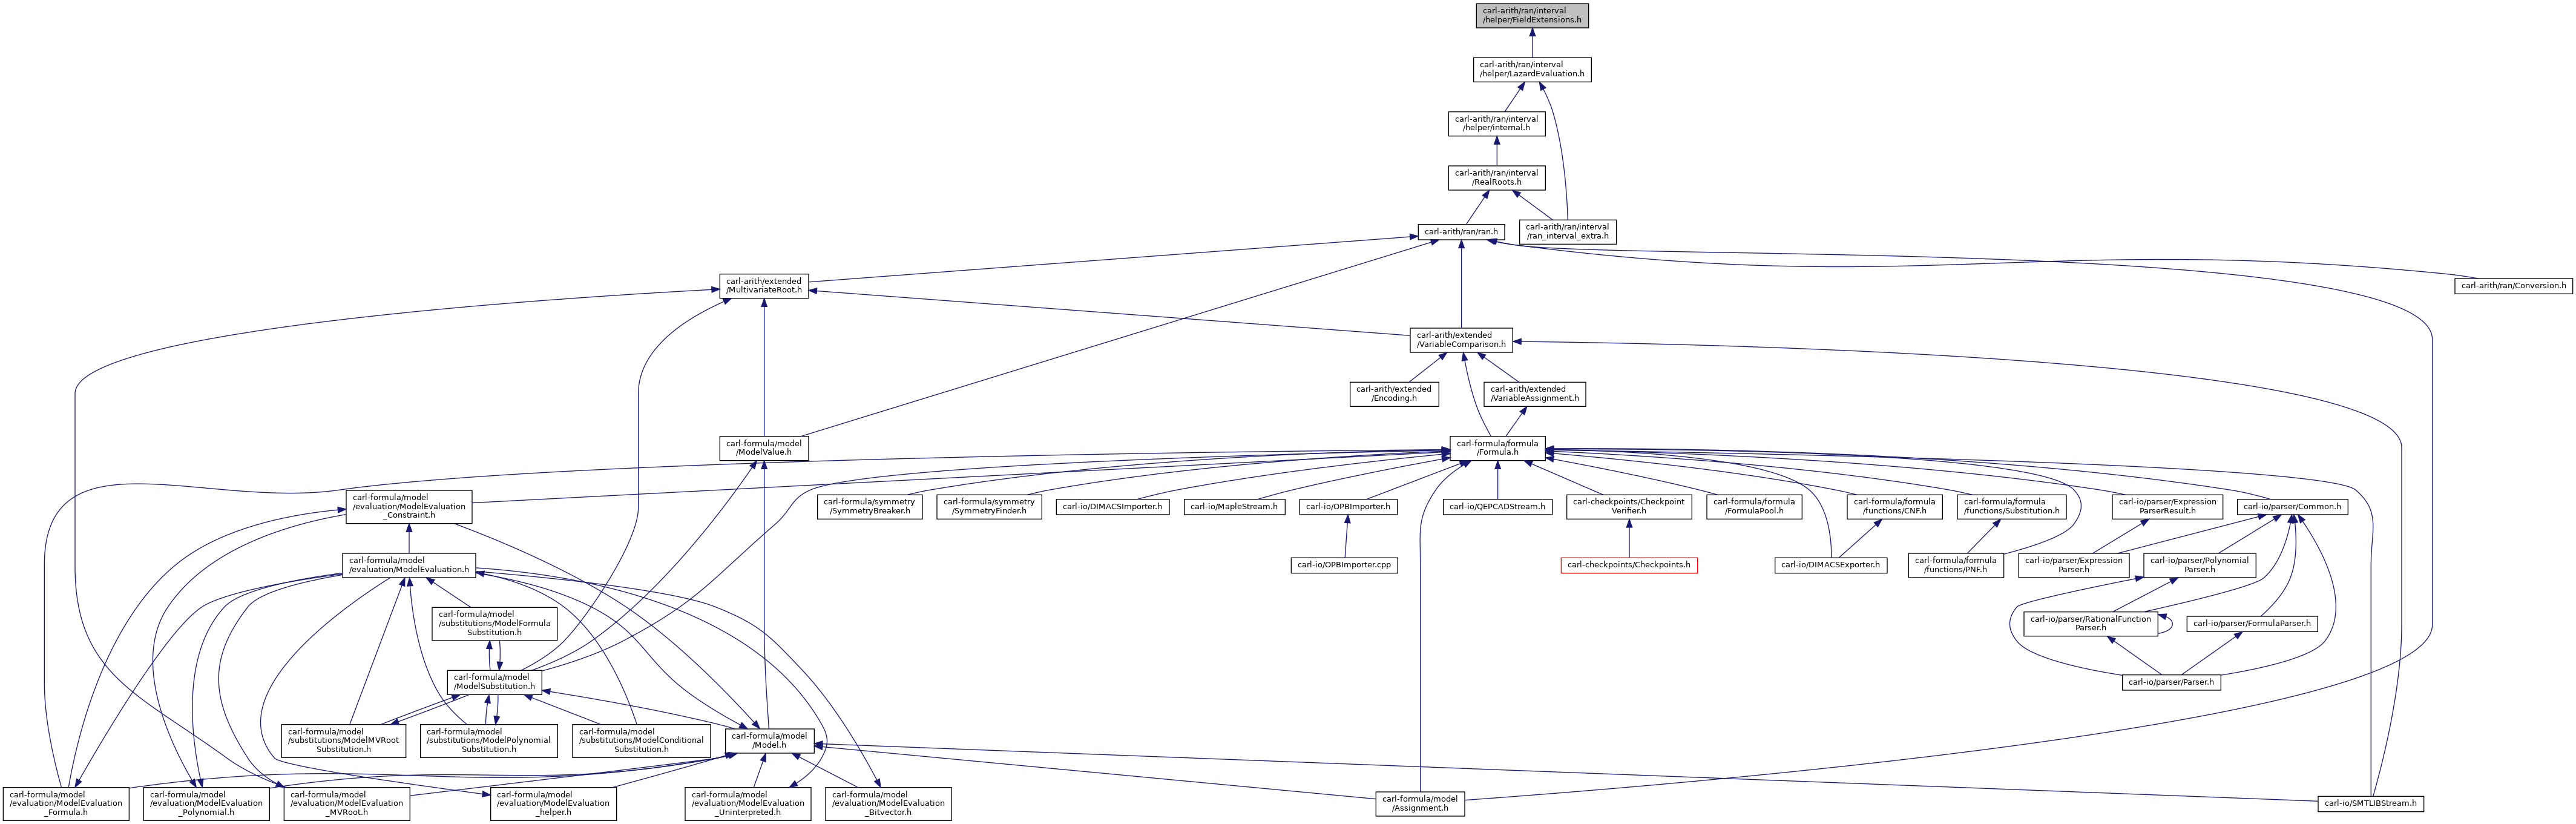 carl-arith/ran/interval
/helper/FieldExtensions.h
carl-arith/ran/interval
/helper/LazardEvaluation.h
carl-arith/ran/interval
/helper/internal.h
carl-arith/ran/interval
/RealRoots.h
carl-arith/ran/ran.h
carl-arith/ran/interval
/ran_interval_extra.h
carl-arith/extended
/MultivariateRoot.h
carl-arith/ran/Conversion.h
carl-arith/extended
/VariableComparison.h
carl-arith/extended
/Encoding.h
carl-arith/extended
/VariableAssignment.h
carl-formula/model
/ModelValue.h
carl-formula/formula
/Formula.h
carl-formula/model
/evaluation/ModelEvaluation
_Constraint.h
carl-formula/symmetry
/SymmetryBreaker.h
carl-formula/symmetry
/SymmetryFinder.h
carl-io/DIMACSImporter.h
carl-io/MapleStream.h
carl-io/OPBImporter.h
carl-io/QEPCADStream.h
carl-checkpoints/Checkpoint
Verifier.h
carl-formula/formula
/FormulaPool.h
carl-formula/formula
/functions/CNF.h
carl-formula/formula
/functions/Substitution.h
carl-io/parser/Expression
ParserResult.h
carl-io/parser/Common.h
carl-formula/model
/evaluation/ModelEvaluation.h
carl-io/OPBImporter.cpp
carl-checkpoints/Checkpoints.h
carl-io/DIMACSExporter.h
carl-formula/formula
/functions/PNF.h
carl-io/parser/Expression
Parser.h
carl-io/parser/Polynomial
Parser.h
carl-formula/model
/substitutions/ModelFormula
Substitution.h
carl-io/parser/RationalFunction
Parser.h
carl-io/parser/FormulaParser.h
carl-formula/model
/ModelSubstitution.h
carl-io/parser/Parser.h
carl-formula/model
/substitutions/ModelMVRoot
Substitution.h
carl-formula/model
/substitutions/ModelPolynomial
Substitution.h
carl-formula/model
/substitutions/ModelConditional
Substitution.h
carl-formula/model
/Model.h
carl-formula/model
/evaluation/ModelEvaluation
_Formula.h
carl-formula/model
/evaluation/ModelEvaluation
_Polynomial.h
carl-formula/model
/evaluation/ModelEvaluation
_MVRoot.h
carl-formula/model
/evaluation/ModelEvaluation
_helper.h
carl-formula/model
/evaluation/ModelEvaluation
_Uninterpreted.h
carl-formula/model
/evaluation/ModelEvaluation
_Bitvector.h
carl-formula/model
/Assignment.h
carl-io/SMTLIBStream.h